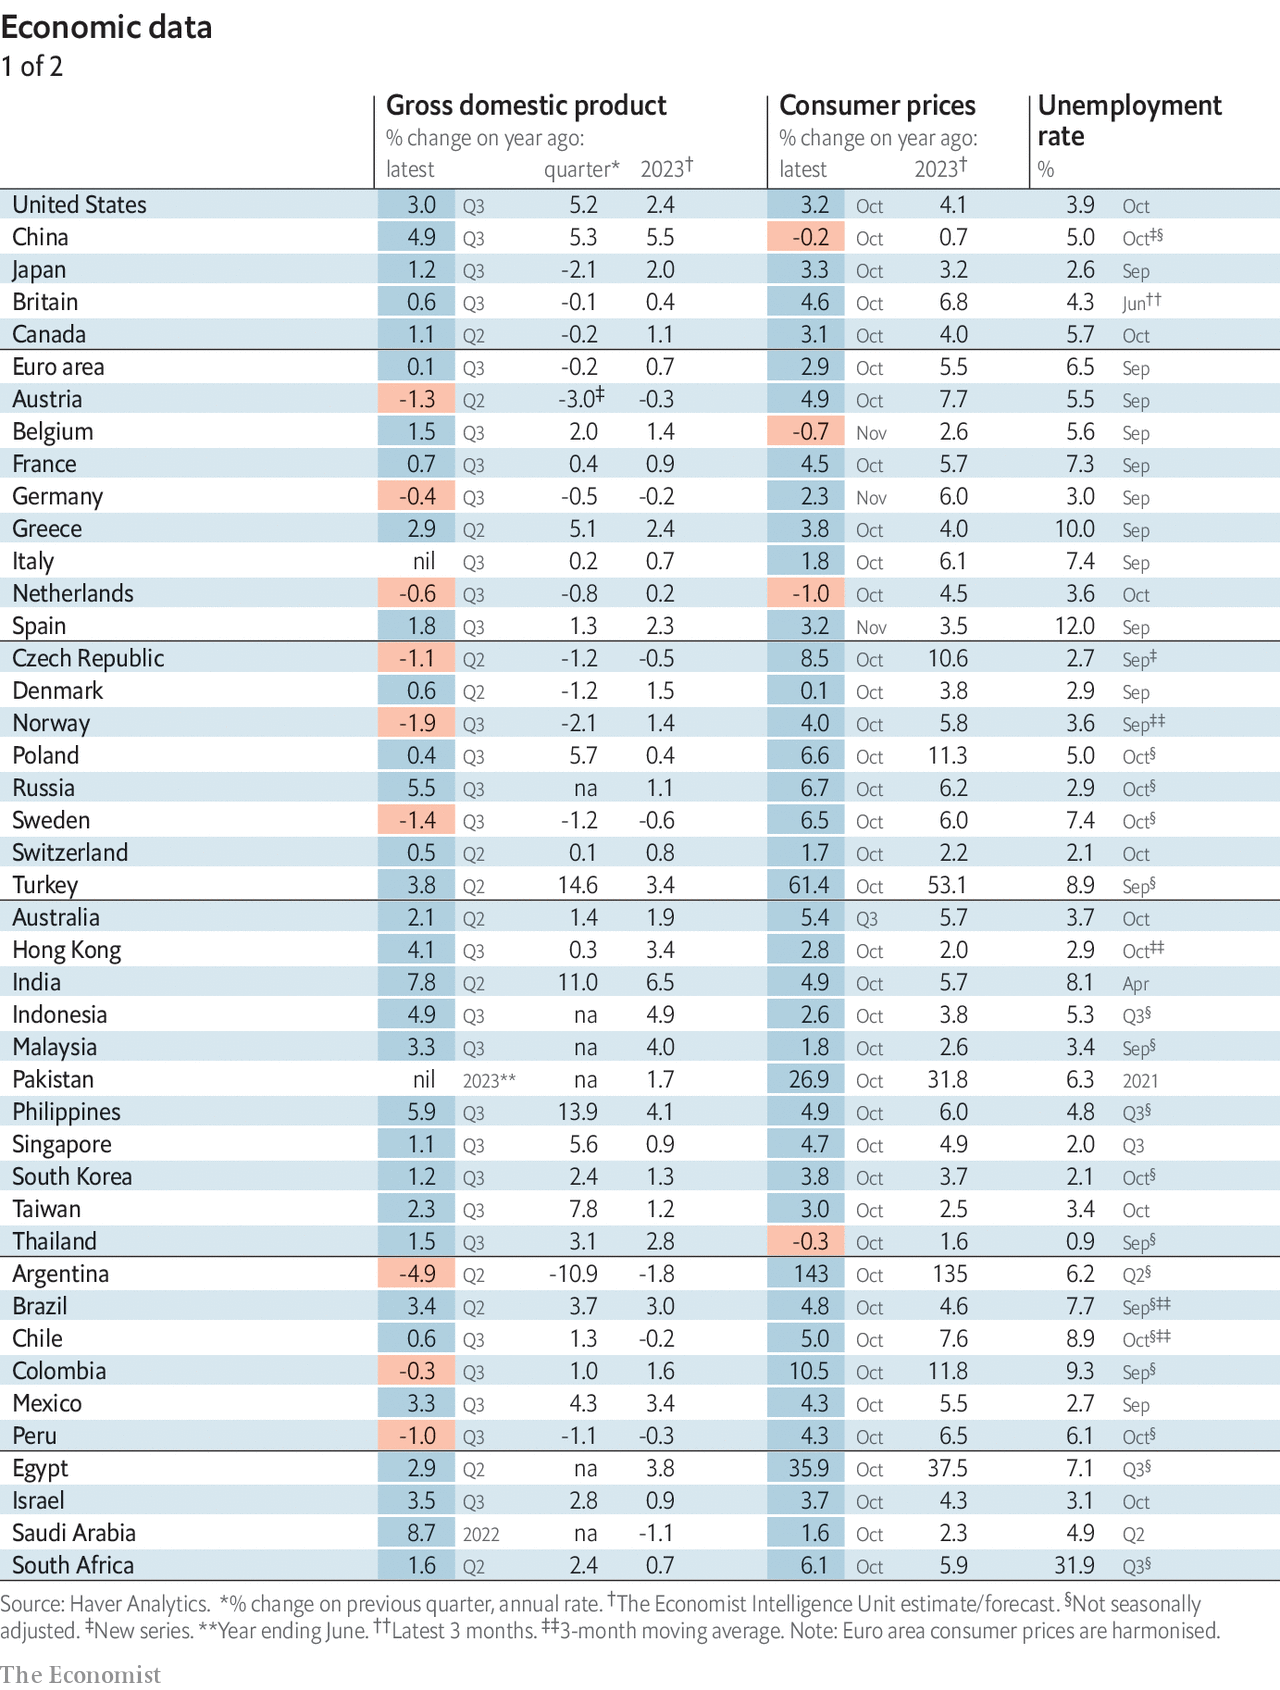 Economic data
1 of 2
Gross domestic product Consumer prices Unemployment
% change on year ago: % change on year ago: rate
latest quarter* 2023† latest 2023† %
United States 3.0 Q3 5.2 2.4 3.2 Oct 4.1 3.9 Oct
China 4.9 Q3 5.3 5.5 -0.2 Oct 0.7 5.0 Oct‡§
Japan 1.2 Q3 -2.1 2.0 3.3 Oct 3.2 2.6 Sep
Britain 0.6 Q3 -0.1 0.4 4.6 Oct 6.8 4.3 Jun††
Canada 1.1 Q2 -0.2 1.1 3.1 Oct 4.0 5.7 Oct
Euro area 0.1 Q3 -0.2 0.7 2.9 Oct 5.5 6.5 Sep
Austria -1.3 Q2 -3.0‡ -0.3 4.9 Oct 7.7 5.5 Sep
Belgium 1.5 Q3 2.0 1.4 -0.7 Nov 2.6 5.6 Sep
France 0.7 Q3 0.4 0.9 4.5 Oct 5.7 7.3 Sep
Germany -0.4 Q3 -0.5 -0.2 2.3 Nov 6.0 3.0 Sep
Greece 2.9 Q2 5.1 2.4 3.8 Oct 4.0 10.0 Sep
Italy nil Q3 0.2 0.7 1.8 Oct 6.1 7.4 Sep
Netherlands -0.6 Q3 -0.8 0.2 -1.0 Oct 4.5 3.6 Oct
Spain 1.8 Q3 1.3 2.3 3.2 Nov 3.5 12.0 Sep
Czech Republic -1.1 Q2 -1.2 -0.5 8.5 Oct 10.6 2.7 Sep‡
Denmark 0.6 Q2 -1.2 1.5 0.1 Oct 3.8 2.9 Sep
Norway -1.9 Q3 -2.1 1.4 4.0 Oct 5.8 3.6 Sep‡‡
Poland 0.4 Q3 5.7 0.4 6.6 Oct 11.3 5.0 Oct§
Russia 5.5 Q3 na 1.1 6.7 Oct 6.2 2.9 Oct§
Sweden -1.4 Q3 -1.2 -0.6 6.5 Oct 6.0 7.4 Oct§
Switzerland 0.5 Q2 0.1 0.8 1.7 Oct 2.2 2.1 Oct
Turkey 3.8 Q2 14.6 3.4 61.4 Oct 53.1 8.9 Sep§
Australia 2.1 Q2 1.4 1.9 5.4 Q3 5.7 3.7 Oct
Hong Kong 4.1 Q3 0.3 3.4 2.8 Oct 2.0 2.9 Oct‡‡
India 7.8 Q2 11.0 6.5 4.9 Oct 5.7 8.1 Apr
Indonesia 4.9 Q3 na 4.9 2.6 Oct 3.8 5.3 Q3§
Malaysia 3.3 Q3 na 4.0 1.8 Oct 2.6 3.4 Sep§
Pakistan nil 2023** na 1.7 26.9 Oct 31.8 6.3 2021
Philippines 5.9 Q3 13.9 4.1 4.9 Oct 6.0 4.8 Q3§
Singapore 1.1 Q3 5.6 0.9 4.7 Oct 4.9 2.0 Q3
South Korea 1.2 Q3 2.4 1.3 3.8 Oct 3.7 2.1 Oct§
Taiwan 2.3 Q3 7.8 1.2 3.0 Oct 2.5 3.4 Oct
Thailand 1.5 Q3 3.1 2.8 -0.3 Oct 1.6 0.9 Sep§
Argentina -4.9 Q2 -10.9 -1.8 143 Oct 135 6.2 Q2§
Brazil 3.4 Q2 3.7 3.0 4.8 Oct 4.6 7.7 Sep§‡‡
Chile 0.6 Q3 1.3 -0.2 5.0 Oct 7.6 8.9 Oct§‡‡
Colombia -0.3 Q3 1.0 1.6 10.5 Oct 11.8 9.3 Sep§
Mexico 3.3 Q3 4.3 3.4 4.3 Oct 5.5 2.7 Sep
Peru -1.0 Q3 -1.1 -0.3 4.3 Oct 6.5 6.1 Oct§
Egypt 2.9 Q2 na 3.8 35.9 Oct 37.5 7.1 Q3§
Israel 3.5 Q3 2.8 0.9 3.7 Oct 4.3 3.1 Oct
Saudi Arabia 8.7 2022 na -1.1 1.6 Oct 2.3 4.9 Q2
South Africa 1.6 Q2 2.4 0.7 6.1 Oct 5.9 31.9 Q3§
Source: Haver Analytics. *% change on previous quarter, annual rate. †The Economist Intelligence Unit estimate/forecast. §Not seasonally
adjusted. ‡New series. **Year ending June. ††Latest 3 months. ‡‡3-month moving average. Note: Euro area consumer prices are harmonised.
The Economist